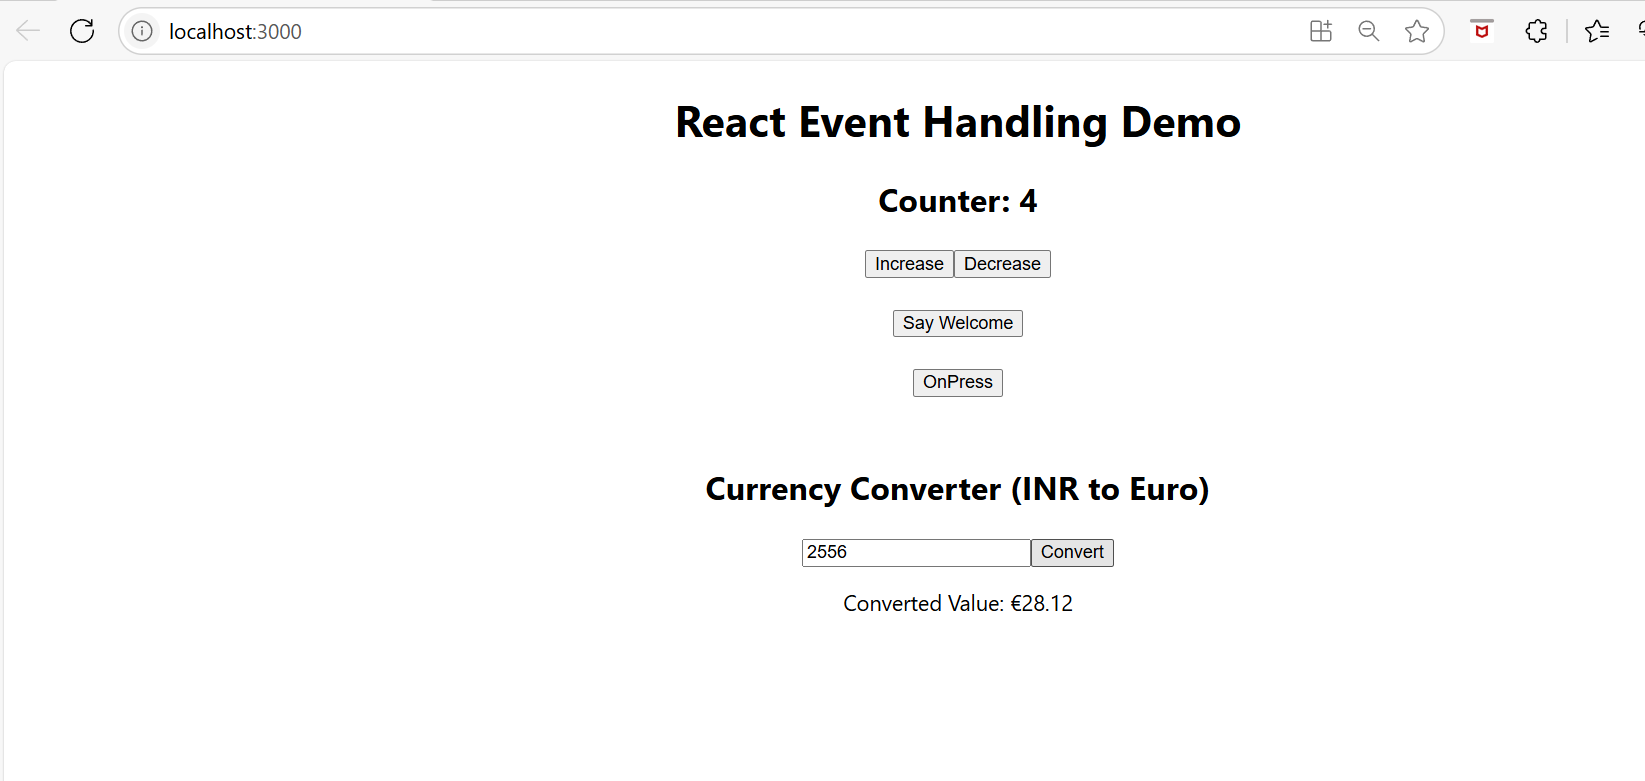 localhost:3000
React Event Handling Demo
Counter: 4
Increase Decrease
Say Welcome
OnPress
Currency Converter (INR to Euro)
2556 Convert
Converted Value: €28.12